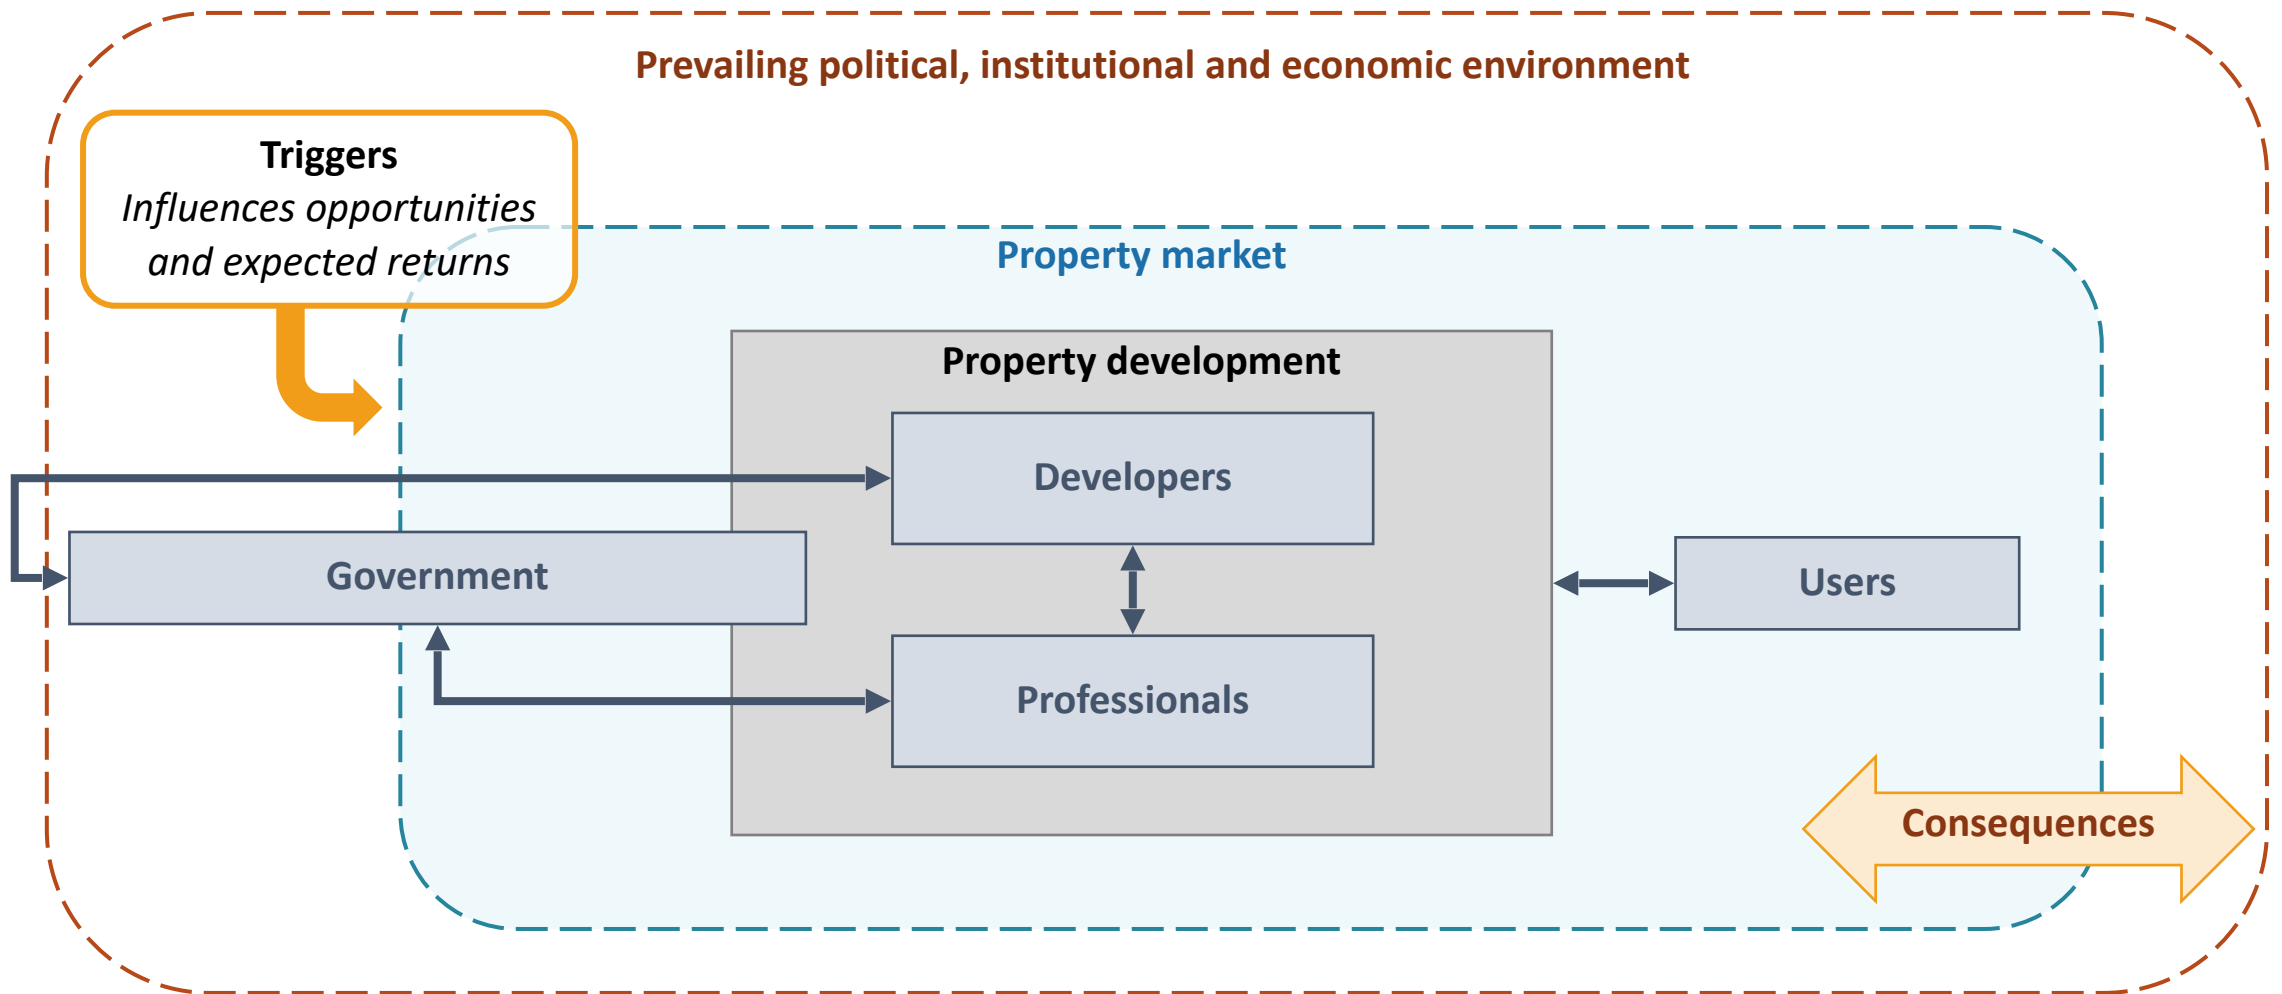 Prevailing political, institutional and economic environment
Triggers
Influences opportunities
and expected returns
Property market
Property development
Developers
Government
Users
Professionals
Consequences